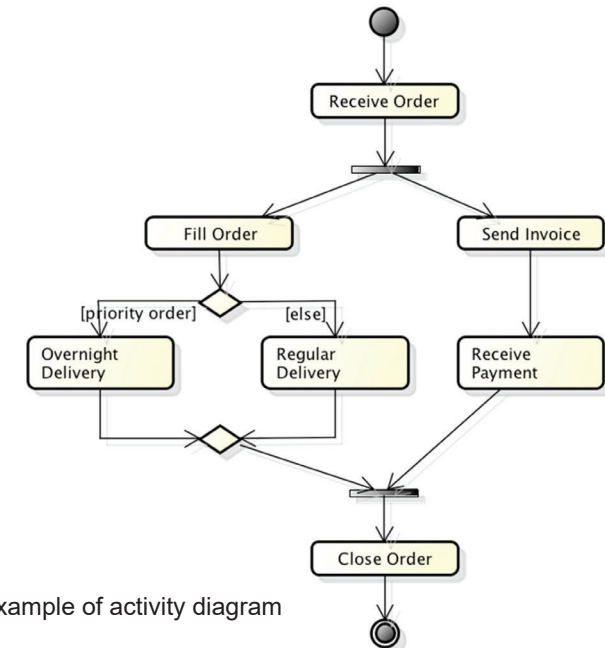 Receive Order
Fill Order
Send Invoice
[priority order]
[else]
Overnight
Delivery
Regular
Delivery
Receive
Payment
Close Order
xample of activity diagram